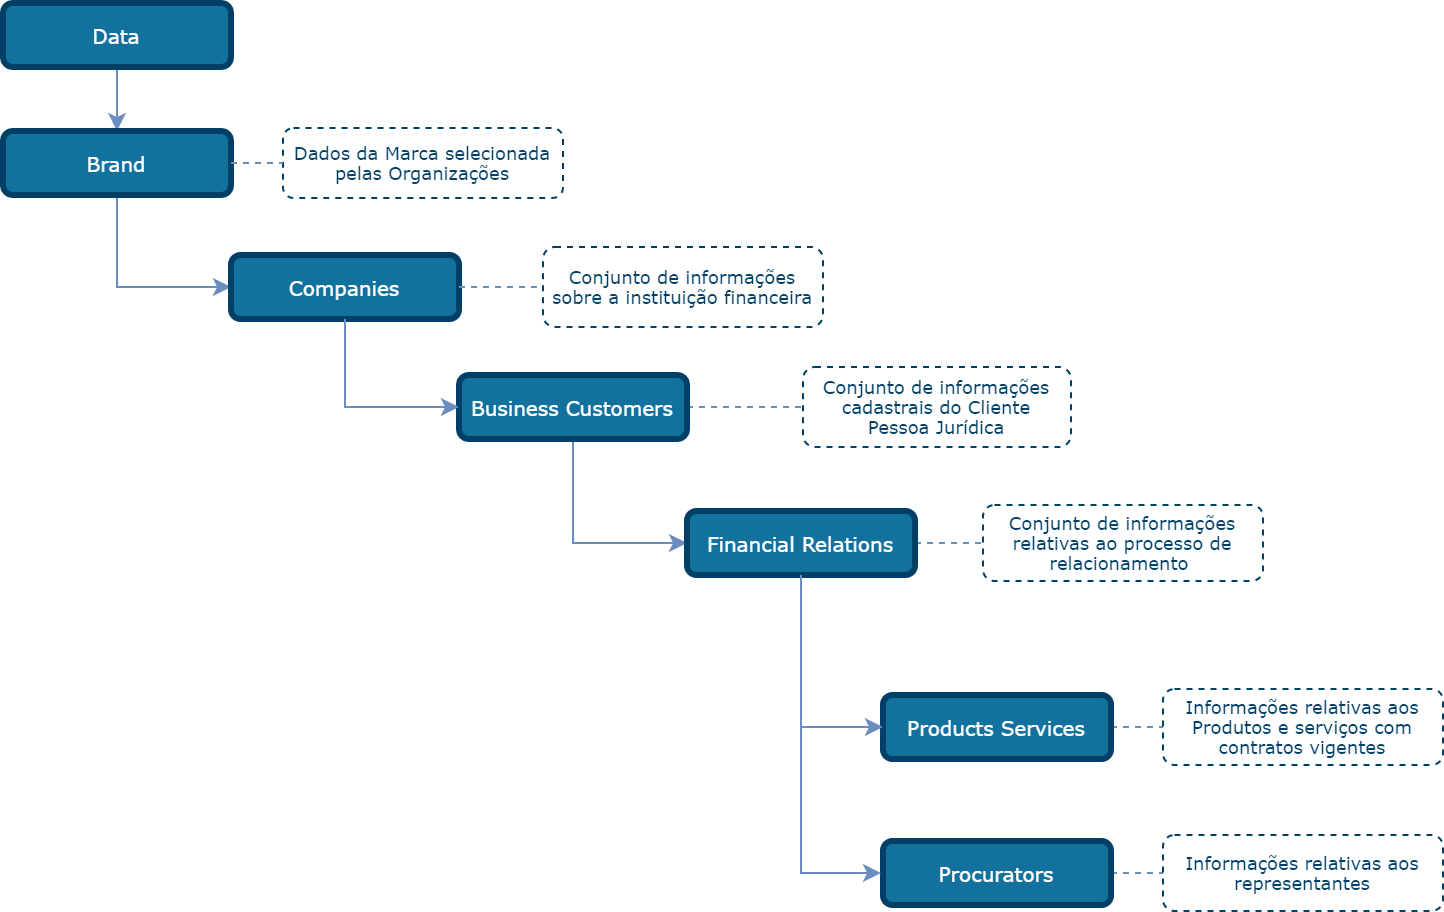 Data
Brand
Dados da Marca selecionada
pelas Organizações
Companies
Conjunto de informações
sobre a instituição financeira
Business Customers
Conjunto de informações
cadastrais do Cliente
Pessoa Jurídica
Financial Relations
Conjunto de informações
relativas ao processo de
relacionamento
Products Services
Informações relativas aos
Produtos e serviços com
contratos vigentes
Procurators
Informações relativas aos
representantes